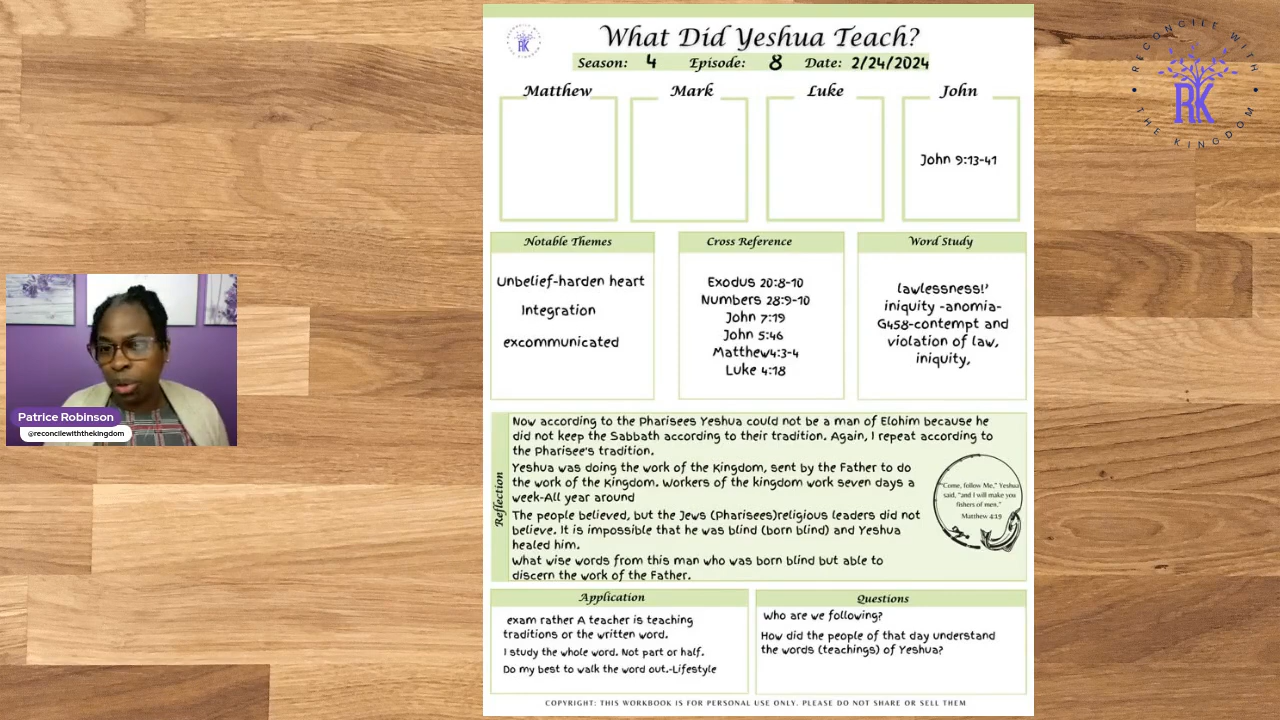 What Did Yeshua Teach?
RK
RECONCILE WITH
THE KINGDOM
Season: 4 Episode: 8 Date: 2/24/2024
Matthew
Mark
Luke
John
John 9:13-41
Notable Themes
Unbelief-harden heart
Integration
excommunicated
Cross Reference
Exodus 20:8-10
Numbers 28:9-10
John 7:19
John 5:46
Matthew4:3-4
Luke 4:18
Word Study
lawlessness!'
iniquity -anomia-
G458-contempt and
violation of law,
iniquity,
Reflection
Now according to the Pharisees Yeshua could not be a man of Elohim because he
did not keep the Sabbath according to their tradition. Again, I repeat according to
the Pharisee's tradition.
Yeshua was doing the work of the Kingdom, sent by the Father to do
the work of the Kingdom. Workers of the kingdom work seven days a
week-All year around
The people believed, but the Jews (Pharisees)religious leaders did not
believe. It is impossible that he was blind (born blind) and Yeshua
healed him.
What wise words from this man who was born blind but able to
discern the work of the Father.
"Come, follow Me," Yeshua
said, "and I will make you
fishers of men."
Matthew 4:19
Application
exam rather A teacher is teaching
traditions or the written word.
I study the whole word. Not part or half.
Do my best to walk the word out.-Lifestyle
Questions
Who are we following?
How did the people of that day understand
the words (teachings) of Yeshua?
COPYRIGHT: THIS WORKBOOK IS FOR PERSONAL USE ONLY. PLEASE DO NOT SHARE OR SELL THEM
Patrice Robinson
@reconcilewiththekingdom
RECONCILE WITH
RK
THE KINGDOM